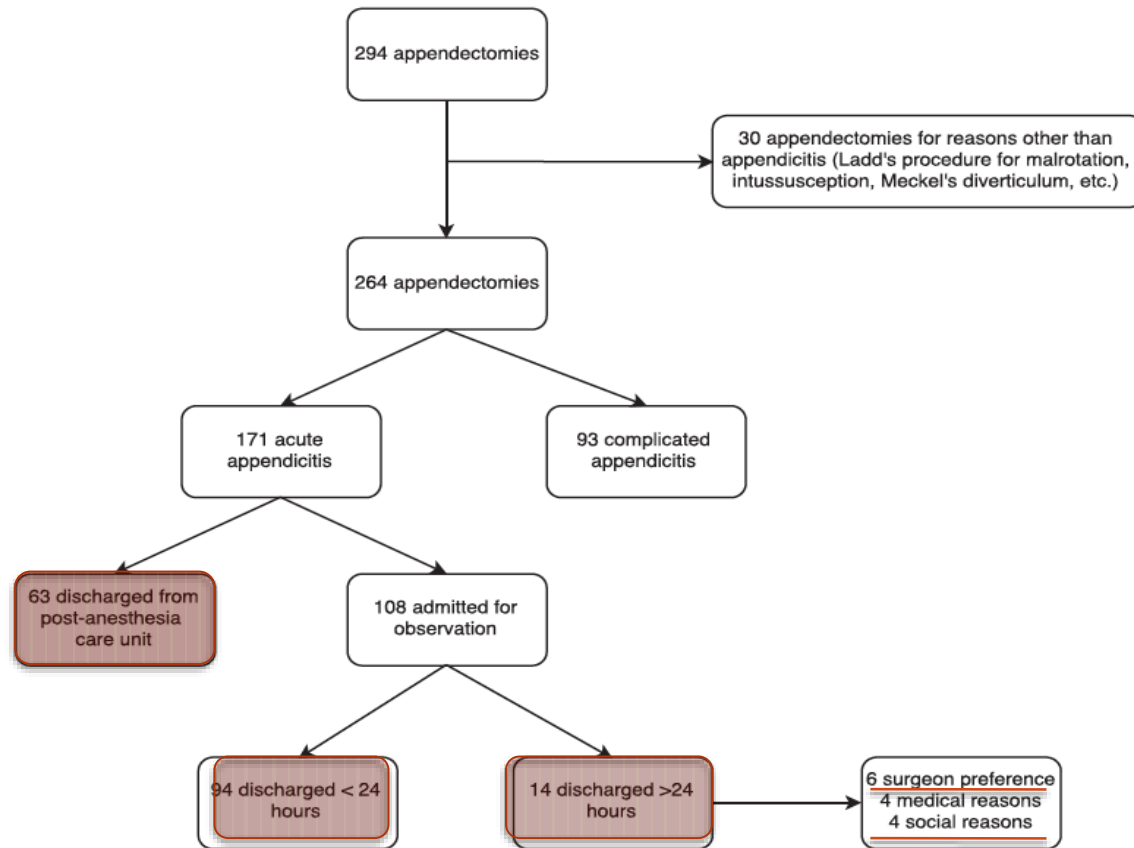 294 appendectomies
30 appendectomies for reasons other than
appendicitis (Ladd's procedure for malrotation,
intussusception, Meckel's diverticulum, etc.)
264 appendectomies
171 acute
appendicitis
93 complicated
appendicitis
63 discharged from
post-anesthesia
care unit
108 admitted for
observation
94 discharged < 24
hours
14 discharged >24
hours
6 surgeon preference
4 medical reasons
4 social reasons